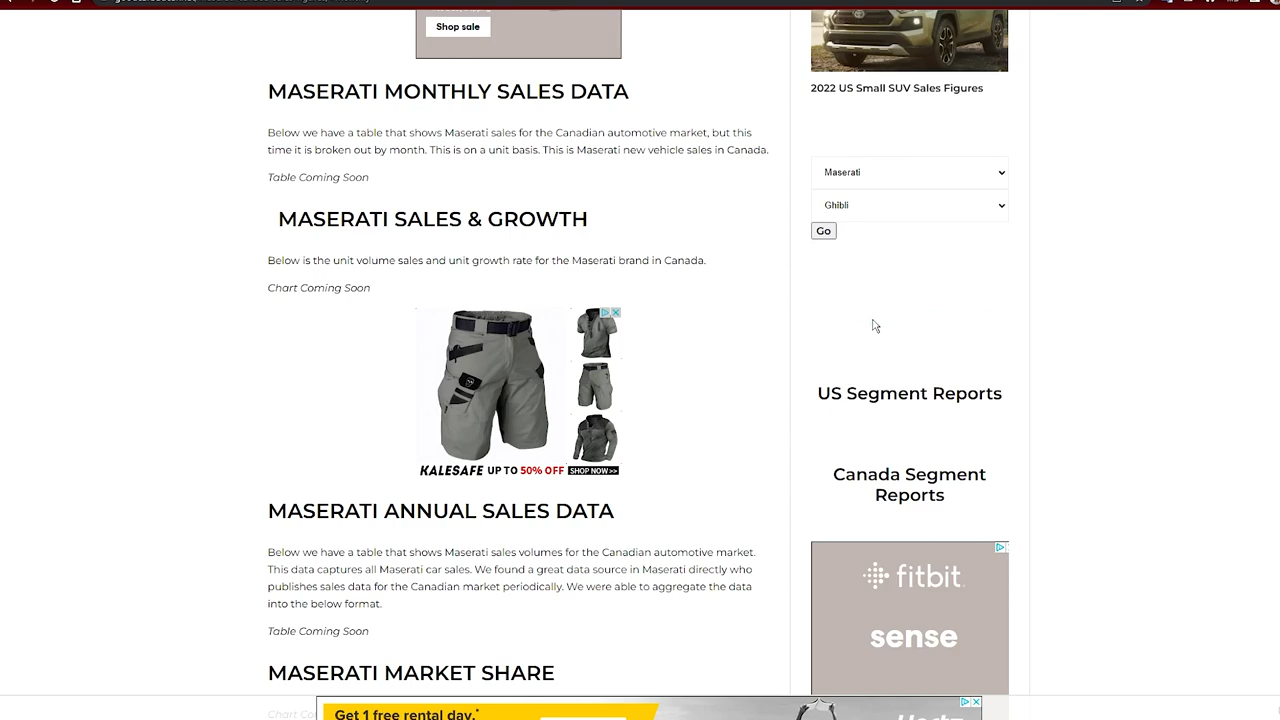 Shop sale
MASERATI MONTHLY SALES DATA
Below we have a table that shows Maserati sales for the Canadian automotive market, but this
time it is broken out by month. This is on a unit basis. This is Maserati new vehicle sales in Canada.
Table Coming Soon
MASERATI SALES & GROWTH
Below is the unit volume sales and unit growth rate for the Maserati brand in Canada.
Chart Coming Soon
KALESAFE UP TO 50% OFF SHOP NOW>>
MASERATI ANNUAL SALES DATA
Below we have a table that shows Maserati sales volumes for the Canadian automotive market.
This data captures all Maserati car sales. We found a great data source in Maserati directly who
publishes sales data for the Canadian market periodically. We were able to aggregate the data
into the below format.
Table Coming Soon
MASERATI MARKET SHARE
2022 US Small SUV Sales Figures
Maserati
Ghibli
Go
US Segment Reports
Canada Segment
Reports
fitbit
sense
Get 1 free rental day.*